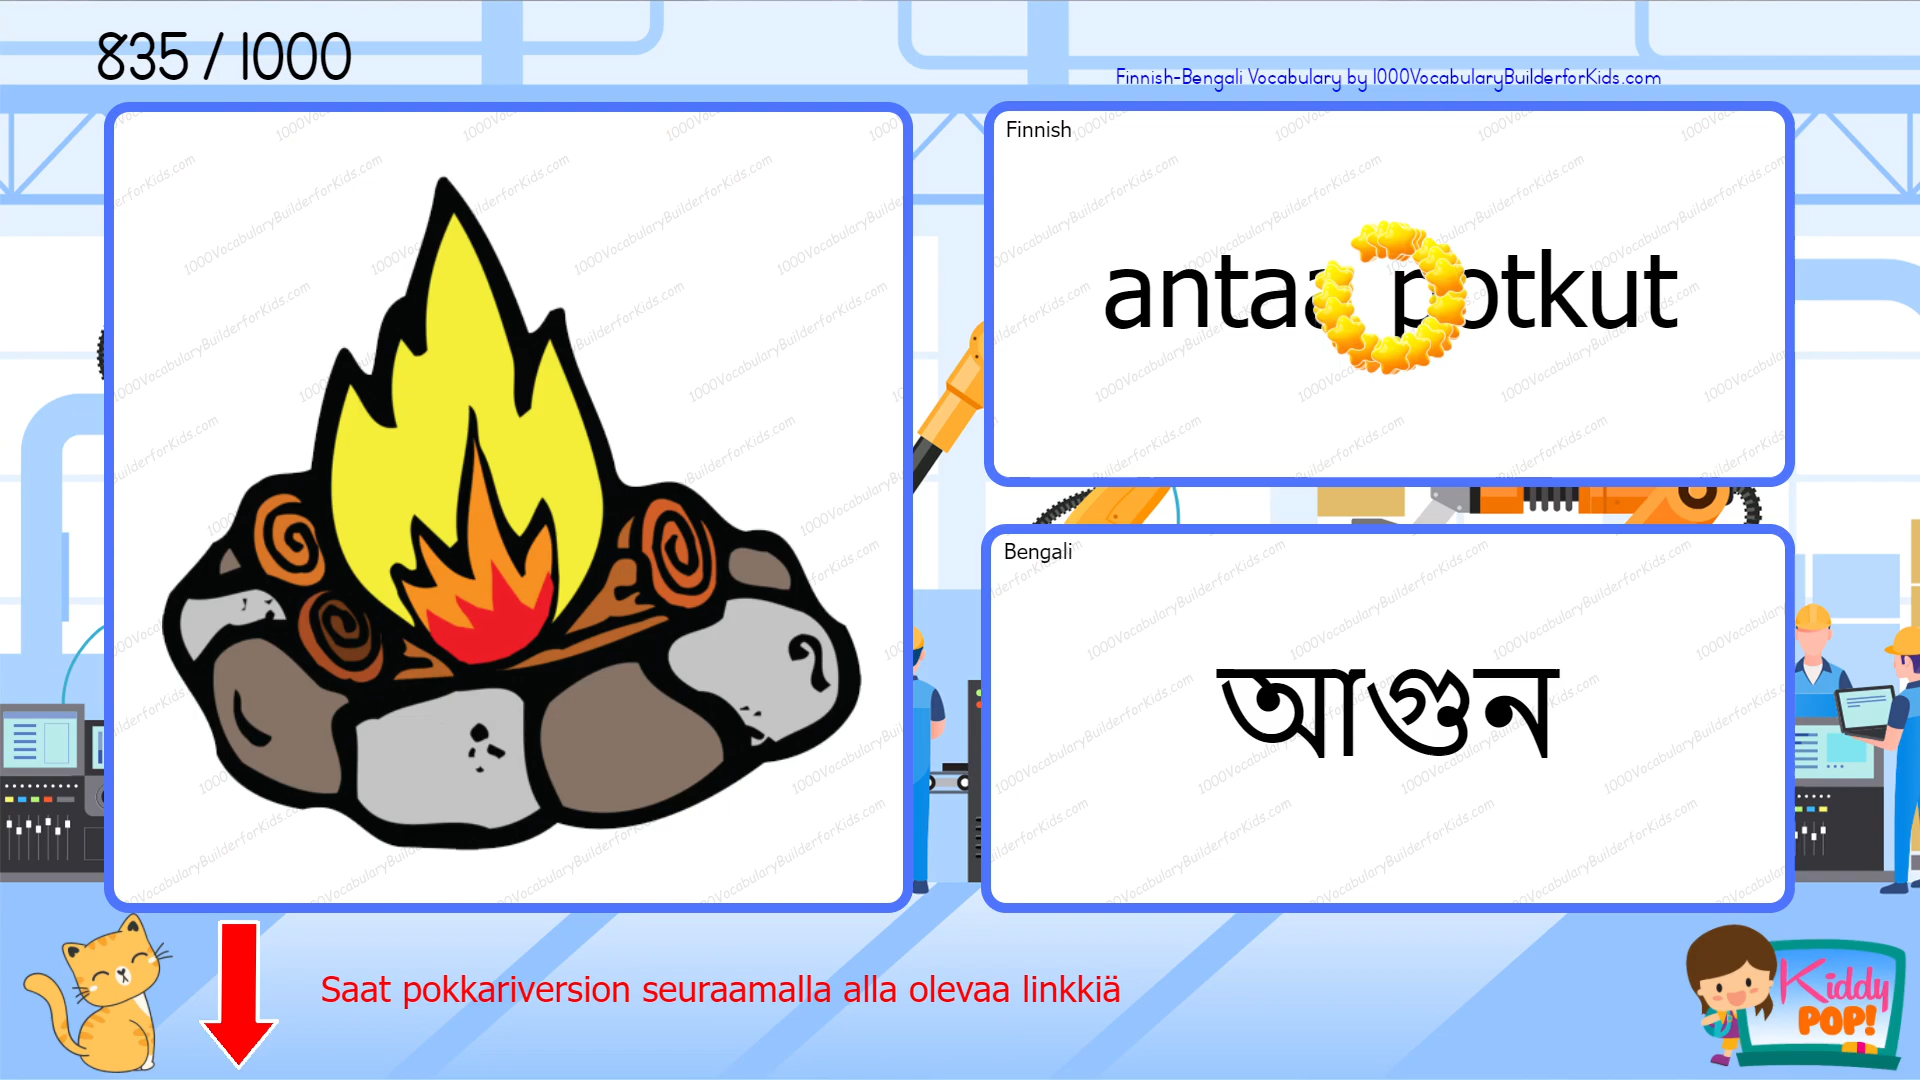 835 / 1000
Finnish-Bengali Vocabulary by 1000VocabularyBuilderforKids.com
Finnish
antaa potkut
Bengali
আগুন
Saat pokkariversion seuraamalla alla olevaa linkkiä
Kiddy
POP!